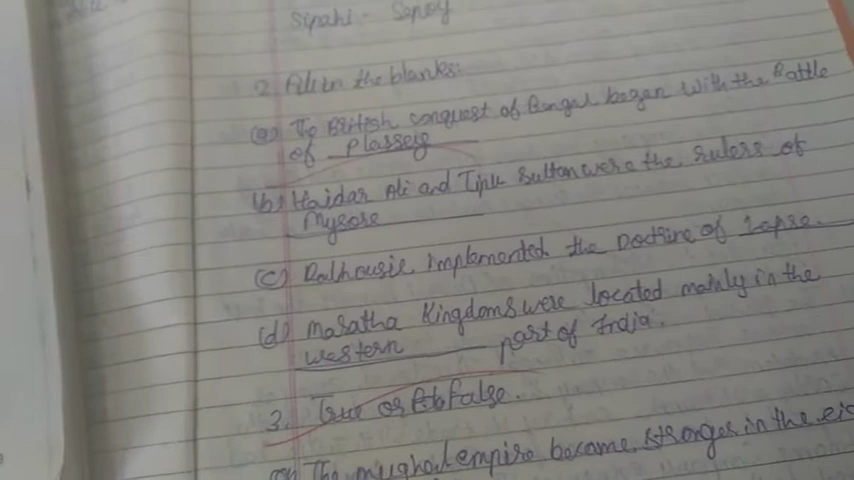 Sipahi - Sepoy
2. Fill in the blanks:
(a) The British conquest of Bengal began with the Battle
of Plasseig
(b) Haidar Ali and Tipu Sultan were the rulers of
Mysore
(c) Dalhousie implemented the Doctrine of Lapse.
(d) Maratha Kingdoms were located mainly in the
western part of India.
3. True or False.
(a) The mughal empire became stronger in the